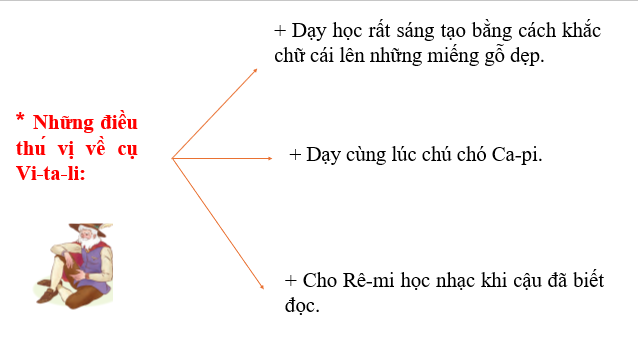 + Dạy học rất sáng tạo bằng cách khắc
chữ cái lên những miếng gỗ dẹp.
* Những điều
thú vị về cụ
Vi-ta-li:
+ Dạy cùng lúc chú chó Ca-pi.
+ Cho Rê-mi học nhạc khi cậu đã biết
đọc.